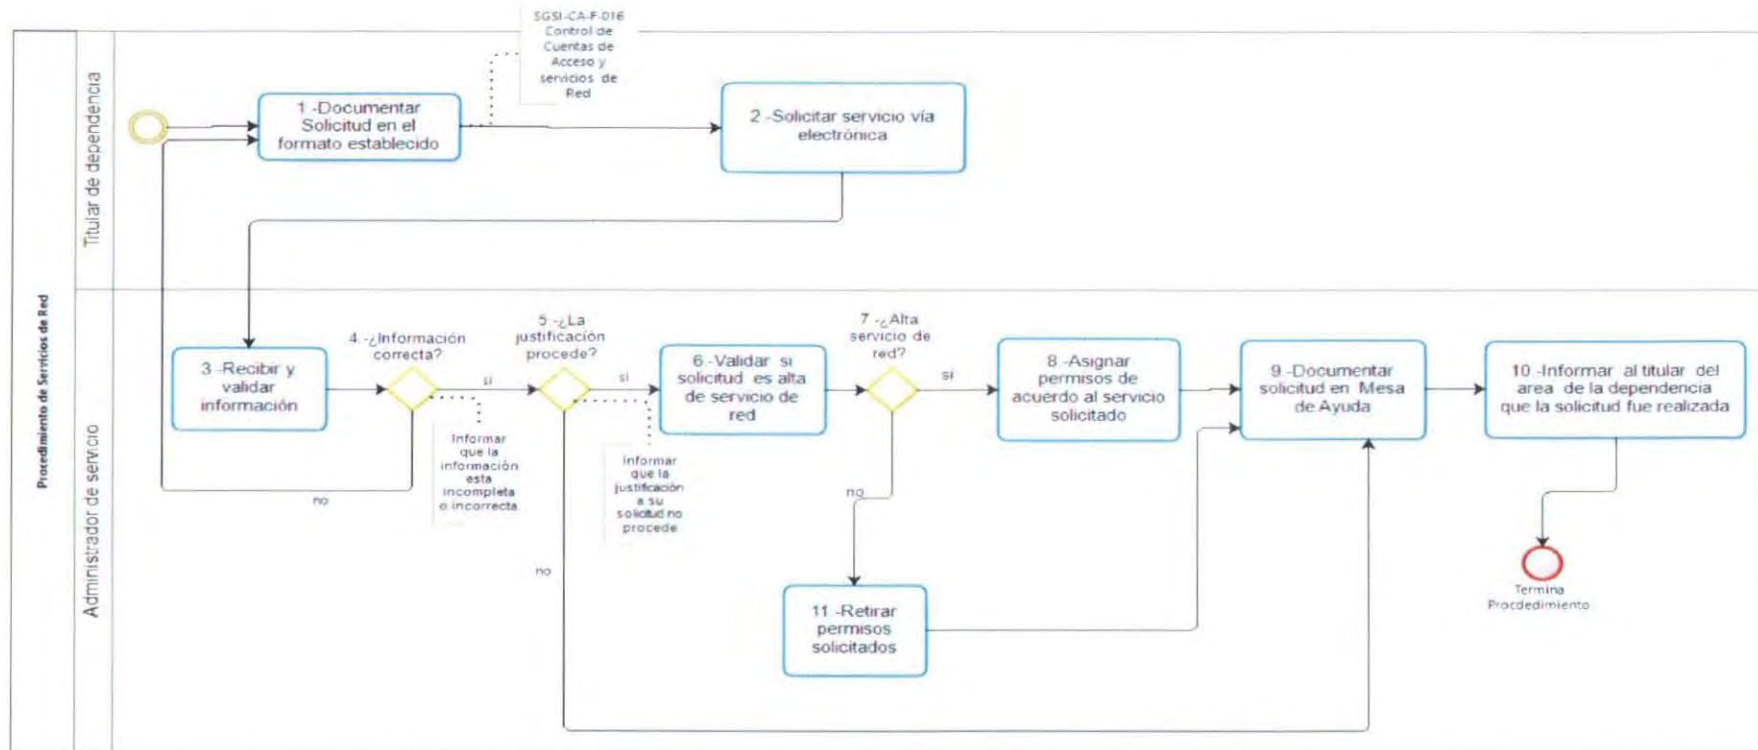 SGSI-CA-F-016
Control de
Cuentas de
Acceso y
servicios de
Red
Procedimiento de Servicios de Red
Titular de dependencia
1.-Documentar
Solicitud en el
formato establecido
2.-Solicitar servicio vía
electrónica
Administrador de servicio
3.-Recibir y
validar
información
4.-¿Información
correcta?
si
no
Informar
que la
información
esta
incompleta
o incorrecta
5.-¿La
justificación
procede?
si
no
Informar
que la
justificación
a su
solicitud no
procede
6.-Validar si
solicitud es alta
de servicio de
red
7.-¿Alta
servicio de
red?
si
no
8.-Asignar
permisos de
acuerdo al servicio
solicitado
9.-Documentar
solicitud en Mesa
de Ayuda
10.-Informar al titular del
area de la dependencia
que la solicitud fue realizada
11.-Retirar
permisos
solicitados
Termina
Procdedimiento